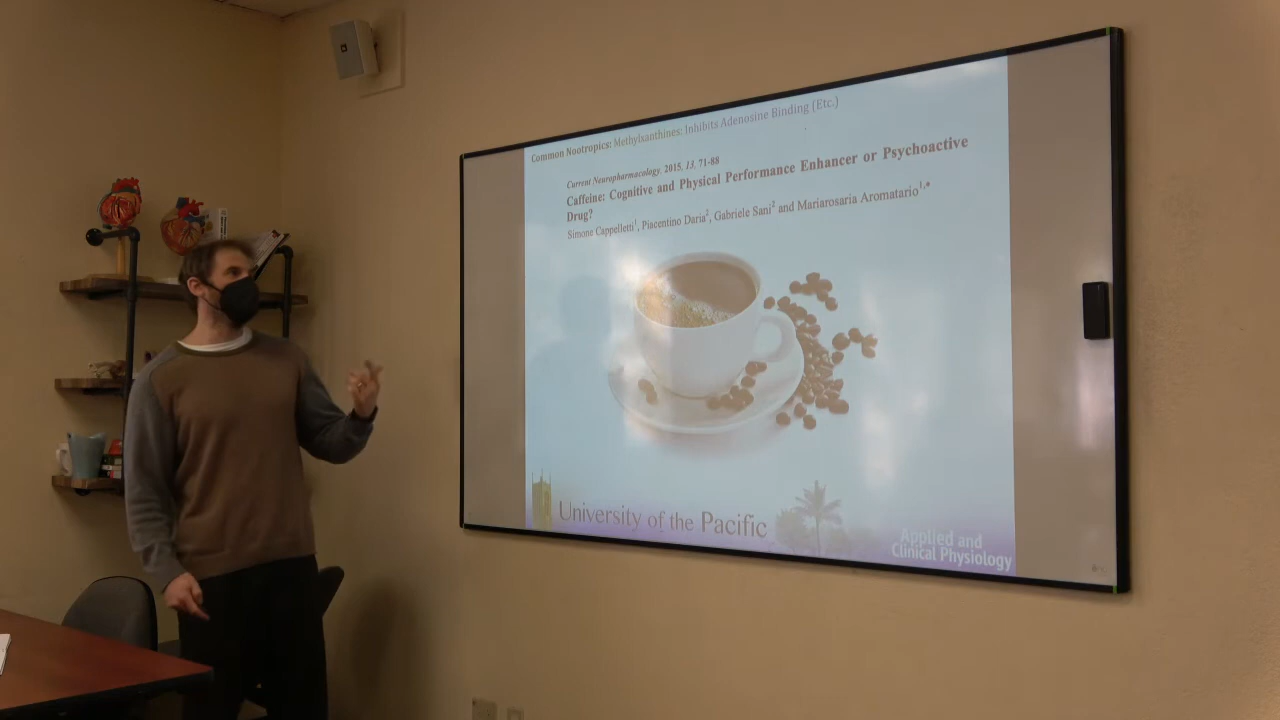 Common Nootropics: Methylxanthines: Inhibits Adenosine Binding (Etc.)
Current Neuropharmacology, 2015, 13, 71-88
Caffeine: Cognitive and Physical Performance Enhancer or Psychoactive
Drug?
Simone Cappelletti1, Piacentino Daria2, Gabriele Sani2 and Mariarosaria Aromatario1,*
University of the Pacific
Applied and
Clinical Physiology